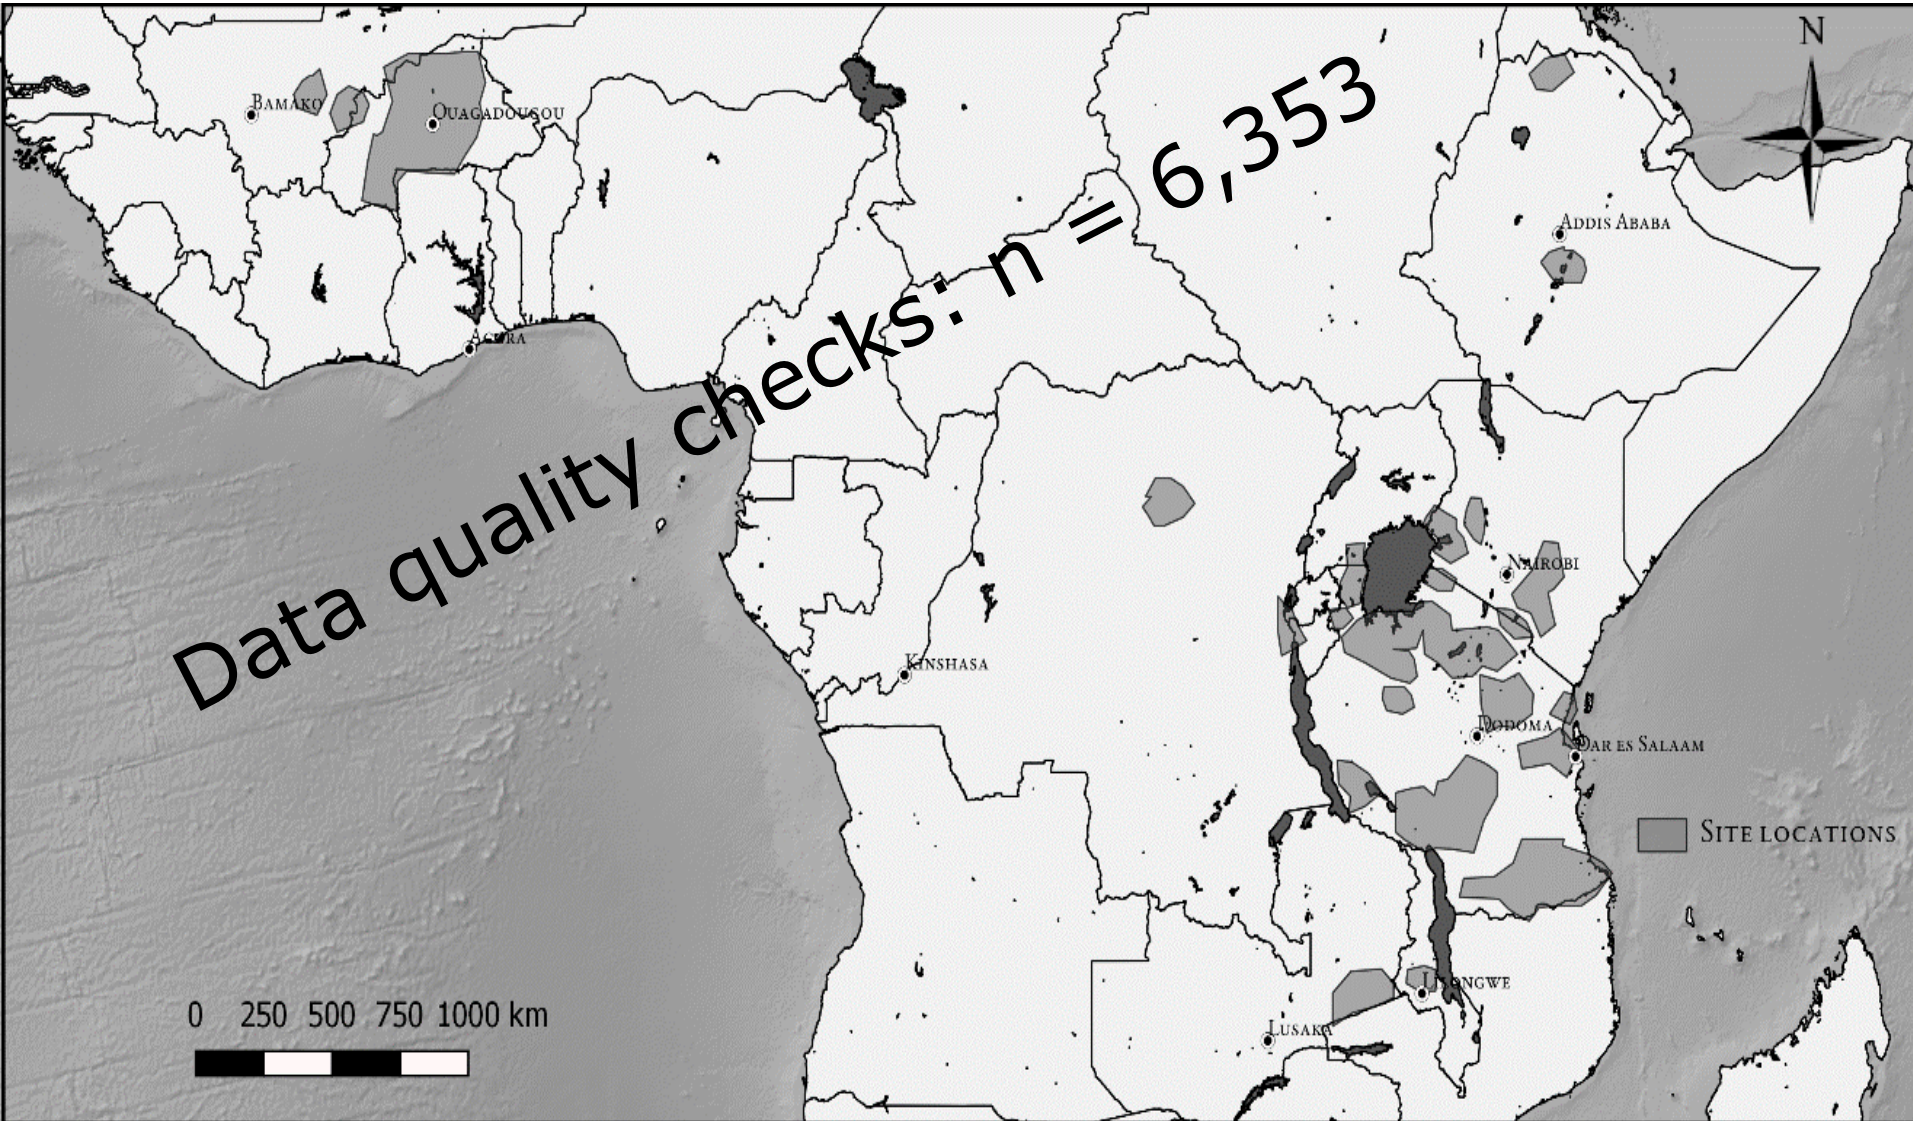 N
Bamako
Ouagadougou
Addis Ababa
Accra
Data quality checks: n = 6,353
Nairobi
Kinshasa
Dodoma
Dar es Salaam
Site locations
Lilongwe
Lusaka
0 250 500 750 1000 km